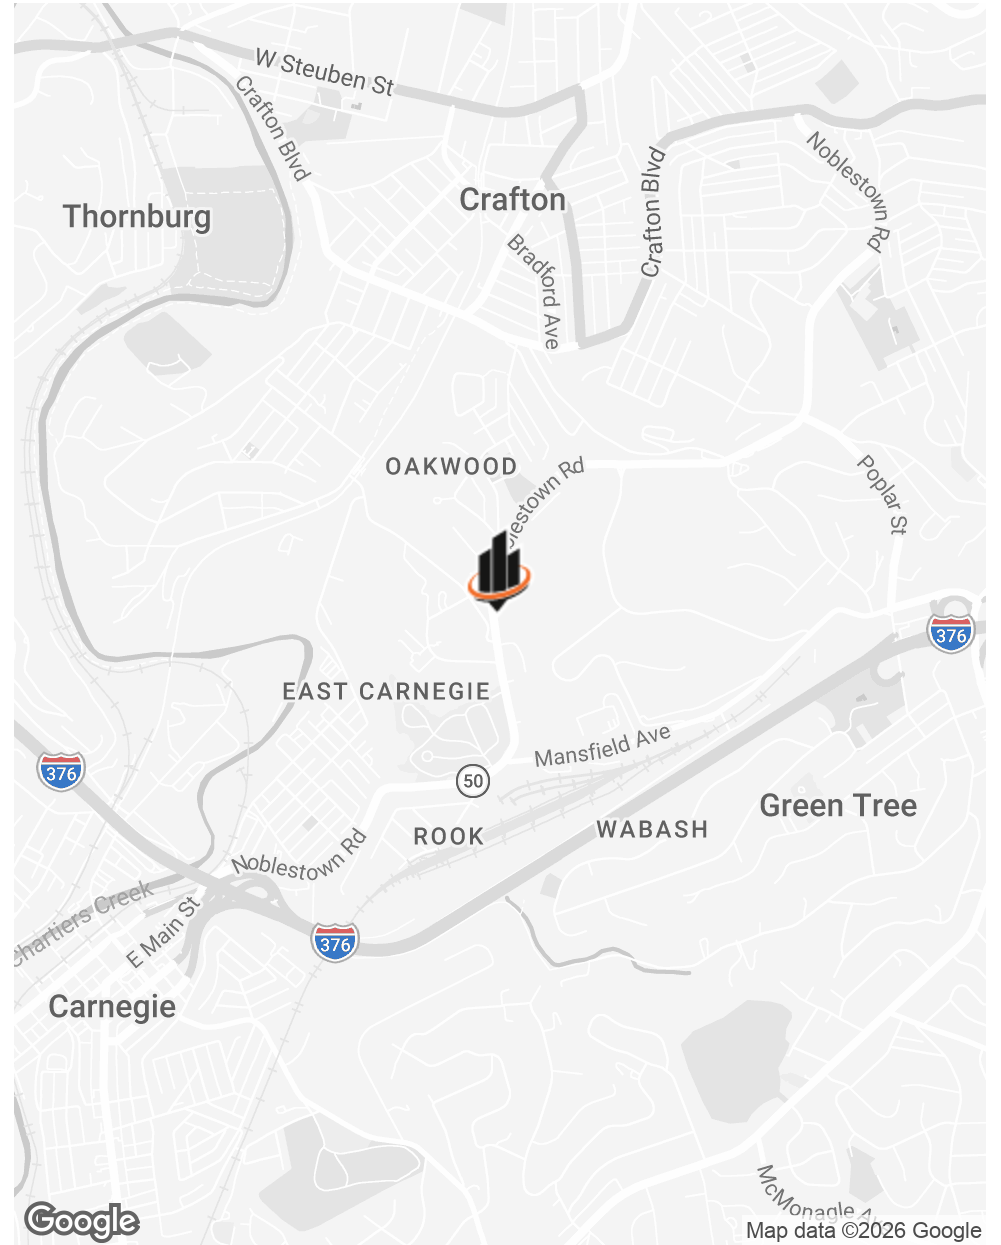 W Steuben St
Crafton Blvd
Noblestown Rd
Crafton Blvd
Crafton
Thornburg
Bradford Ave
OAKWOOD
Poplar St
376
EAST CARNEGIE
Mansfield Ave
376
50
Green Tree
ROOK
WABASH
Noblestown Rd
Chartiers Creek
E Main St
376
Carnegie
McMonagle
Google
Map data ©2026 Google